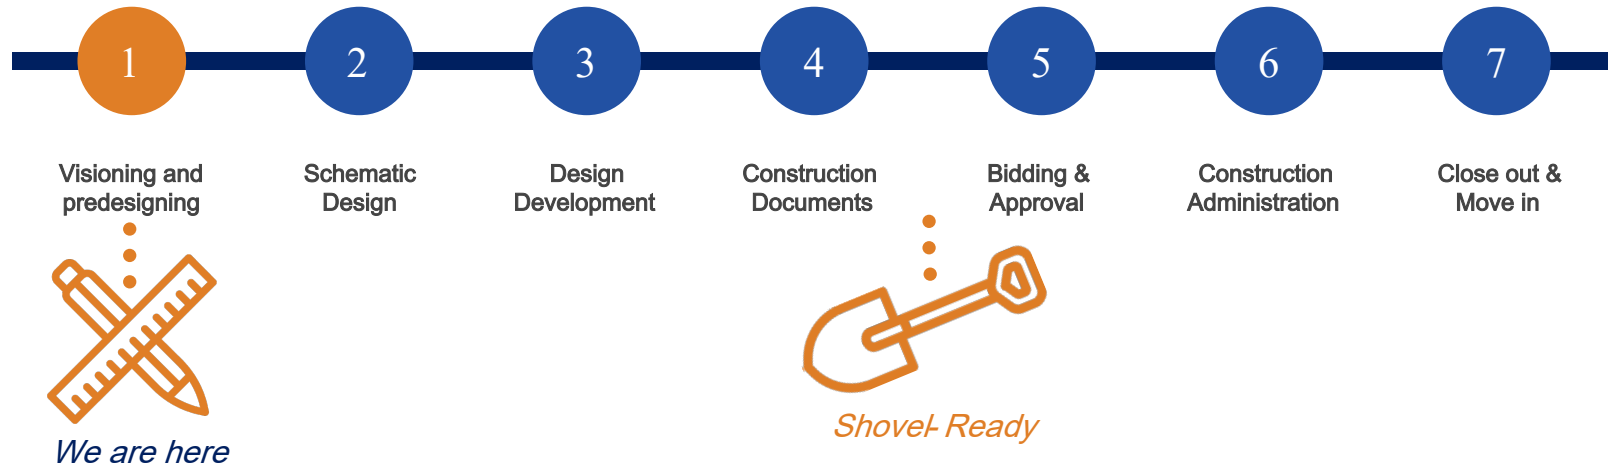 1 2 3 4 5 6 7
Visioning and
predesigning
Schematic
Design
Design
Development
Construction
Documents
Bidding &
Approval
Construction
Administration
Close out &
Move in
Shovel- Ready
We are here